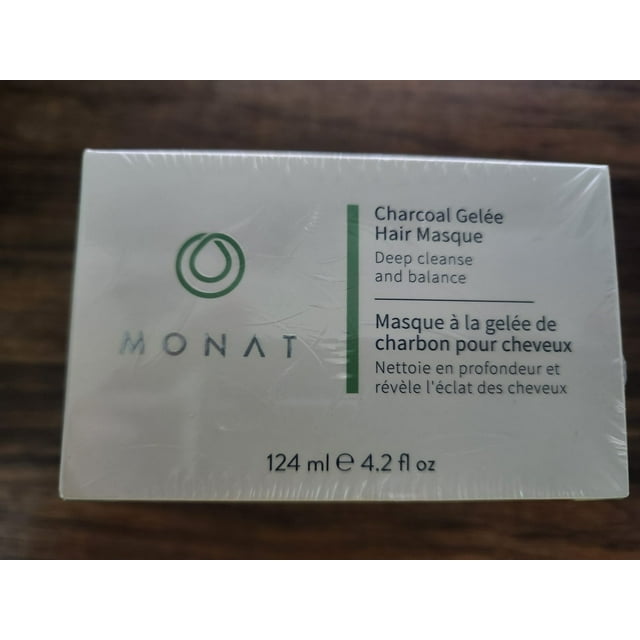 MONAT
Charcoal Gelée
Hair Masque
Deep cleanse
and balance
Masque à la gelée de
charbon pour cheveux
Nettoie en profondeur et
révèle l'éclat des cheveux
124 ml ℮ 4.2 fl oz